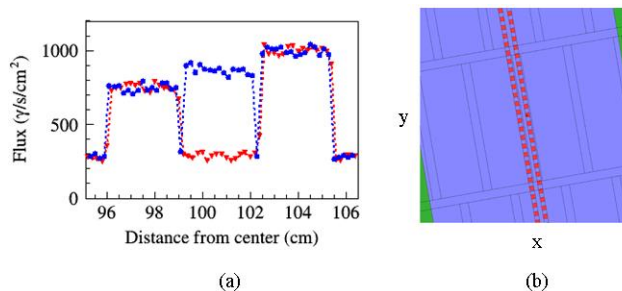 1000
500
0
Flux (γ/s/cm²)
96 98 100 102 104 106
Distance from center (cm)
(a)
y
x
(b)